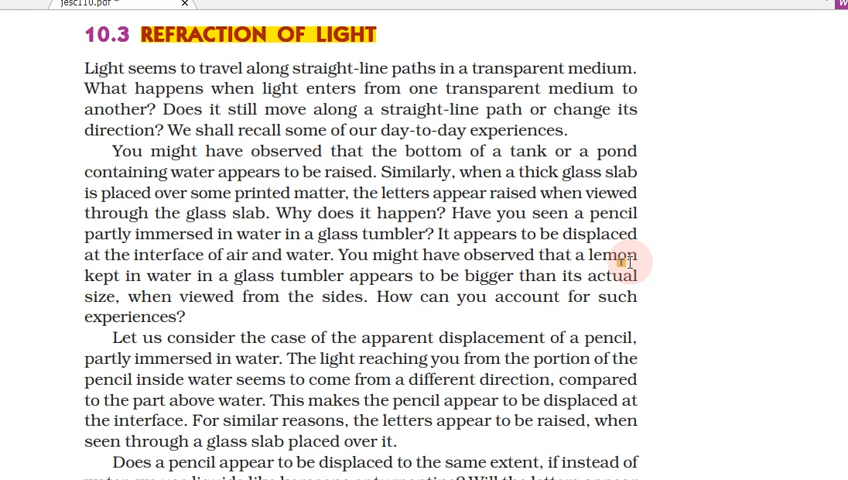 jesc110.pdf
10.3 REFRACTION OF LIGHT
Light seems to travel along straight-line paths in a transparent medium.
What happens when light enters from one transparent medium to
another? Does it still move along a straight-line path or change its
direction? We shall recall some of our day-to-day experiences.
You might have observed that the bottom of a tank or a pond
containing water appears to be raised. Similarly, when a thick glass slab
is placed over some printed matter, the letters appear raised when viewed
through the glass slab. Why does it happen? Have you seen a pencil
partly immersed in water in a glass tumbler? It appears to be displaced
at the interface of air and water. You might have observed that a lemon
kept in water in a glass tumbler appears to be bigger than its actual
size, when viewed from the sides. How can you account for such
experiences?
Let us consider the case of the apparent displacement of a pencil,
partly immersed in water. The light reaching you from the portion of the
pencil inside water seems to come from a different direction, compared
to the part above water. This makes the pencil appear to be displaced at
the interface. For similar reasons, the letters appear to be raised, when
seen through a glass slab placed over it.
Does a pencil appear to be displaced to the same extent, if instead of